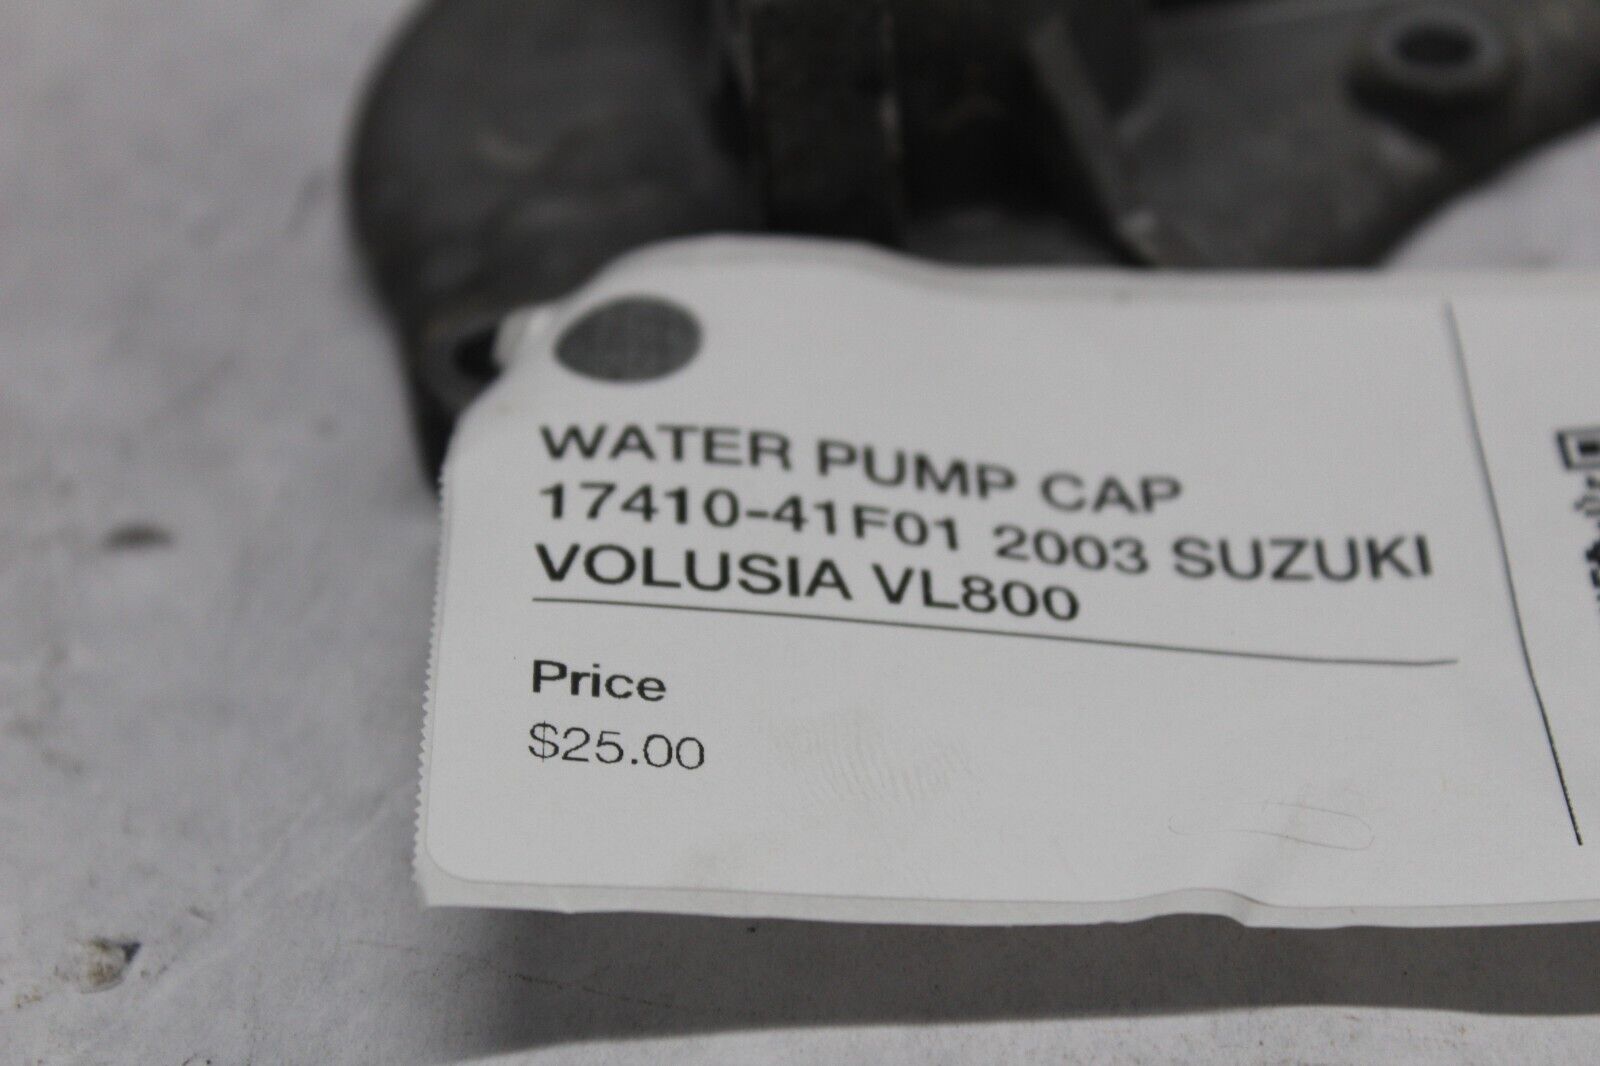 WATER PUMP CAP
17410-41F01 2003 SUZUKI
VOLUSIA VL800
Price
$25.00